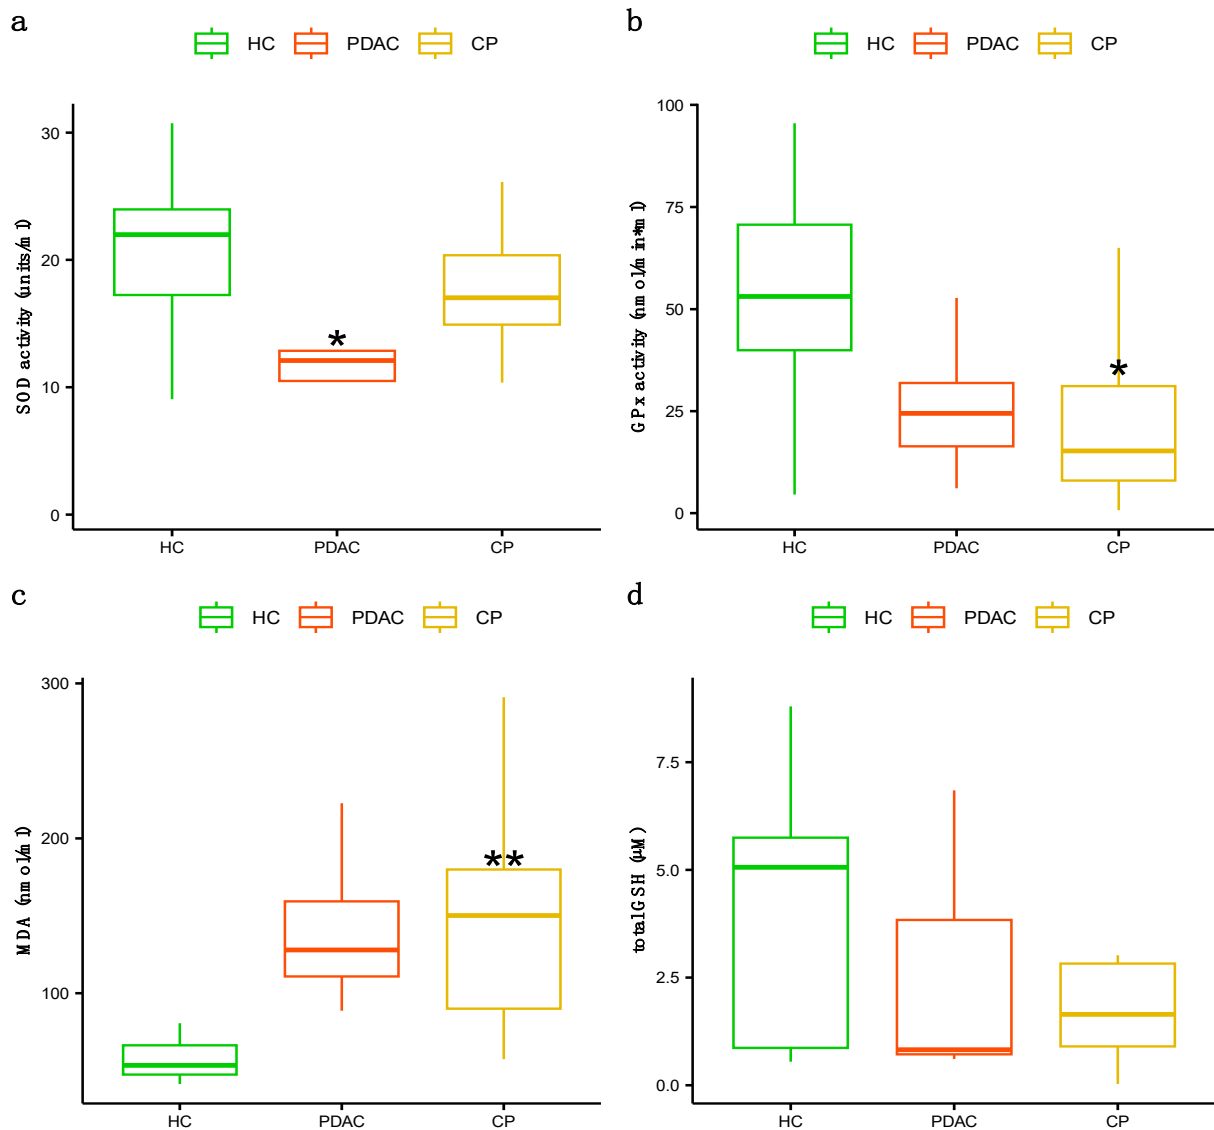 a
HC PDAC CP
SOD activity (units/ml)
30
20
10
0
*
HC PDAC CP
b
HC PDAC CP
GPx activity (nmol/min*ml)
100
75
50
25
0
*
HC PDAC CP
c
HC PDAC CP
MDA (nmol/ml)
300
200
100
**
HC PDAC CP
d
HC PDAC CP
total GSH (µM)
7.5
5.0
2.5
0.0
HC PDAC CP